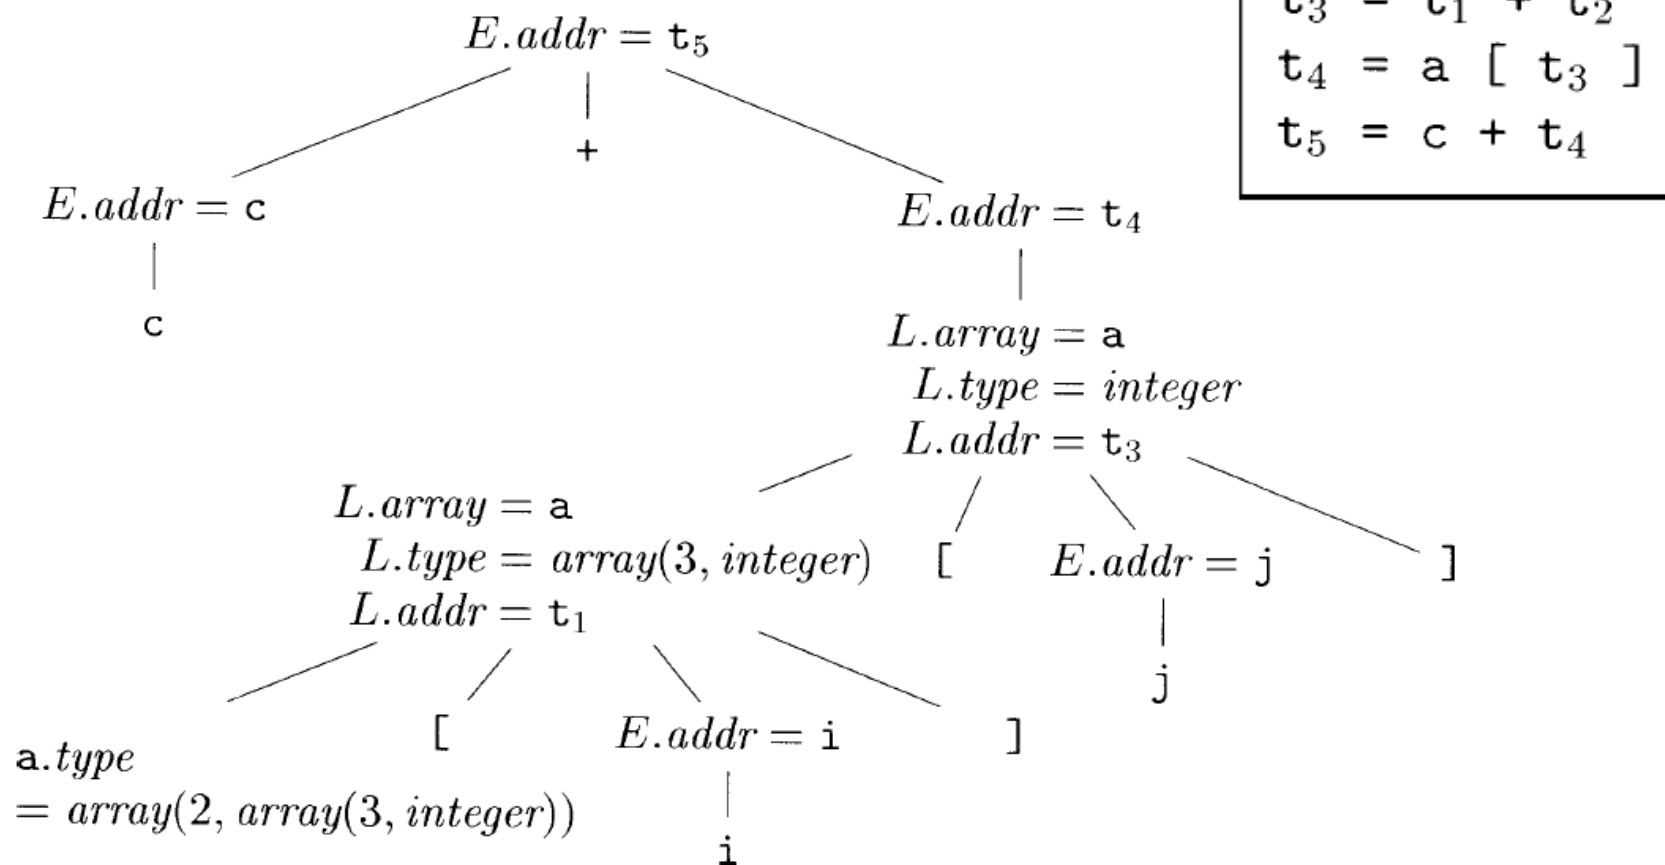 E.addr = t₅
+
E.addr = c
c
E.addr = t₄
L.array = a
L.type = integer
L.addr = t₃
L.array = a
L.type = array(3, integer)
L.addr = t₁
[
E.addr = j
]
j
a.type
= array(2, array(3, integer))
[
E.addr = i
]
i
t₃ = t₁ + t₂
t₄ = a [ t₃ ]
t₅ = c + t₄